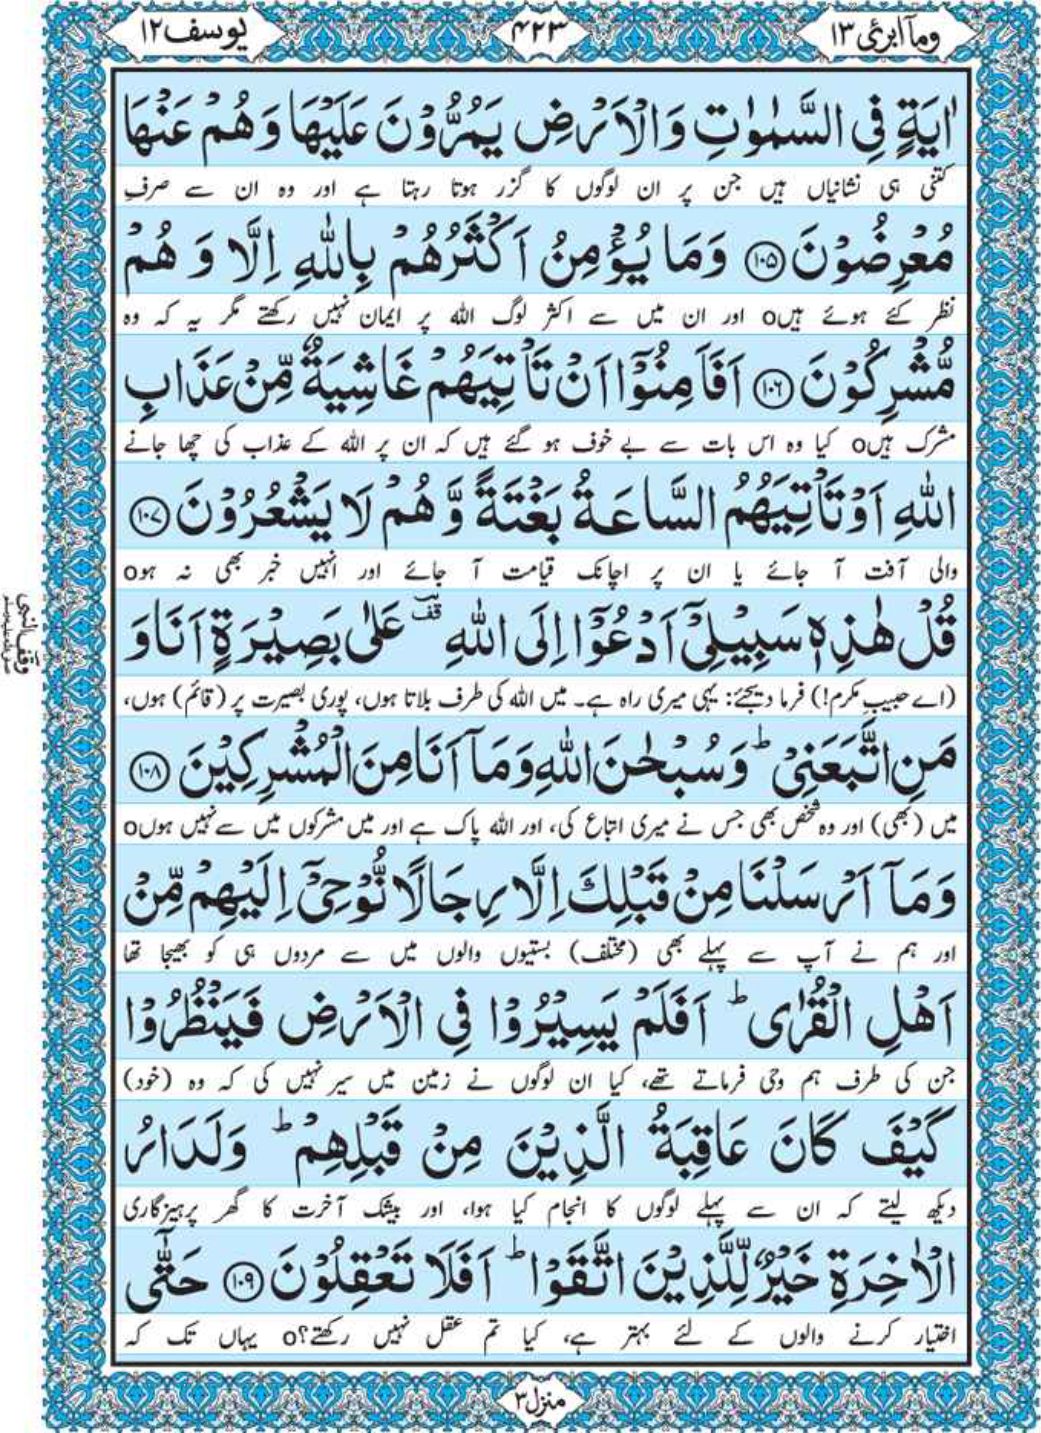 ومآ ابرئ ١٣
٤٢٣
يوسف ١٢
اٰيَةٍ فِي السَّمٰوٰتِ وَالْاَرْضِ يَمُرُّوْنَ عَلَيْهَا وَهُمْ عَنْهَا
کتنی ہی نشانیاں ہیں جن پر ان لوگوں کا گزر ہوتا رہتا ہے اور وہ ان سے صرفِ
مُعْرِضُوْنَ ﴿١٠٥﴾ وَمَا يُؤْمِنُ اَكْثَرُهُمْ بِاللّٰهِ اِلَّا وَ هُمْ
نظر کئے ہوئے ہیںo اور ان میں سے اکثر لوگ اللہ پر ایمان نہیں رکھتے مگر یہ کہ وہ
مُّشْرِكُوْنَ ﴿١٠٦﴾ اَفَاَمِنُوْۤا اَنْ تَاْتِيَهُمْ غَاشِيَةٌ مِّنْ عَذَابِ
مشرک ہیںo کیا وہ اس بات سے بے خوف ہو گئے ہیں کہ ان پر اللہ کے عذاب کی چھا جانے
اللّٰهِ اَوْ تَاْتِيَهُمُ السَّاعَةُ بَغْتَةً وَّ هُمْ لَا يَشْعُرُوْنَ ﴿١٠٧﴾
والی آفت آ جائے یا ان پر اچانک قیامت آ جائے اور انہیں خبر بھی نہ ہوo
قُلْ هٰذِهٖ سَبِيْلِيْۤ اَدْعُوْۤا اِلَى اللّٰهِ ۛقف عَلٰى بَصِيْرَةٍ اَنَا وَ
وقف النبی صلی اللہ علیہ وسلم
(اے حبیبِ مکرم!) فرما دیجئے: یہی میری راہ ہے۔ میں اللہ کی طرف بلاتا ہوں، پوری بصیرت پر (قائم) ہوں،
مَنِ اتَّبَعَنِيْ ؕ وَسُبْحٰنَ اللّٰهِ وَمَاۤ اَنَا مِنَ الْمُشْرِكِيْنَ ﴿١٠٨﴾
میں (بھی) اور وہ شخص بھی جس نے میری اتباع کی، اور اللہ پاک ہے اور میں مشرکوں میں سے نہیں ہوںo
وَمَاۤ اَرْسَلْنَا مِنْ قَبْلِكَ اِلَّا رِجَالًا نُّوْحِيْۤ اِلَيْهِمْ مِّنْ
اور ہم نے آپ سے پہلے بھی (مختلف) بستیوں والوں میں سے مردوں ہی کو بھیجا تھا
اَهْلِ الْقُرٰى ؕ اَفَلَمْ يَسِيْرُوْا فِي الْاَرْضِ فَيَنْظُرُوْا
جن کی طرف ہم وحی فرماتے تھے، کیا ان لوگوں نے زمین میں سیر نہیں کی کہ وہ (خود)
كَيْفَ كَانَ عَاقِبَةُ الَّذِيْنَ مِنْ قَبْلِهِمْ ؕ وَلَدَارُ
دیکھ لیتے کہ ان سے پہلے لوگوں کا انجام کیا ہوا، اور بیشک آخرت کا گھر پرہیزگاری
الْاٰخِرَةِ خَيْرٌ لِّلَّذِيْنَ اتَّقَوْا ؕ اَفَلَا تَعْقِلُوْنَ ﴿١٠٩﴾ حَتّٰۤى
اختیار کرنے والوں کے لئے بہتر ہے، کیا تم عقل نہیں رکھتے؟o یہاں تک کہ
منزل ٣